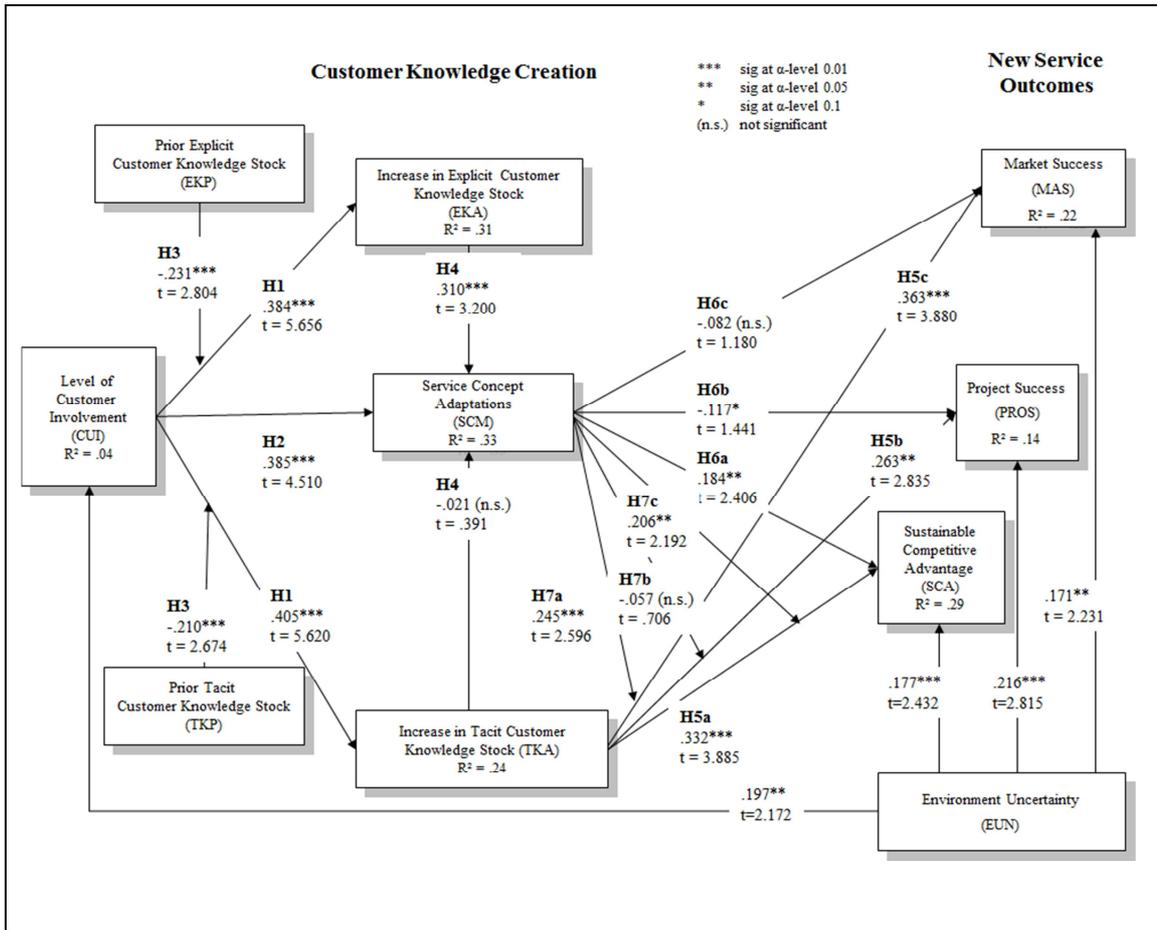 Customer Knowledge Creation
*** sig at α-level 0.01
** sig at α-level 0.05
* sig at α-level 0.1
(n.s.) not significant
New Service
Outcomes
Prior Explicit
Customer Knowledge Stock
(EKP)
Increase in Explicit Customer
Knowledge Stock
(EKA)
R² = .31
Market Success
(MAS)
R² = .22
H3
-.231***
t = 2.804
H1
.384***
t = 5.656
H4
.310***
t = 3.200
H5c
.363***
t = 3.880
H6c
-.082 (n.s.)
t = 1.180
Level of
Customer
Involvement
(CUI)
R² = .04
Service Concept
Adaptations
(SCM)
R² = .33
H6b
-.117*
t = 1.441
Project Success
(PROS)
R² = .14
H2
.385***
t = 4.510
H4
-.021 (n.s.)
t = .391
H6a
.184**
t = 2.406
H5b
.263**
t = 2.835
H7c
.206**
t = 2.192
Sustainable
Competitive
Advantage
(SCA)
R² = .29
H3
-.210***
t = 2.674
H1
.405***
t = 5.620
H7a
.245***
t = 2.596
H7b
-.057 (n.s.)
t = .706
.171**
t = 2.231
Prior Tacit
Customer Knowledge Stock
(TKP)
Increase in Tacit Customer
Knowledge Stock (TKA)
R² = .24
H5a
.332***
t = 3.885
.177***
t=2.432
.216***
t=2.815
.197**
t=2.172
Environment Uncertainty
(EUN)